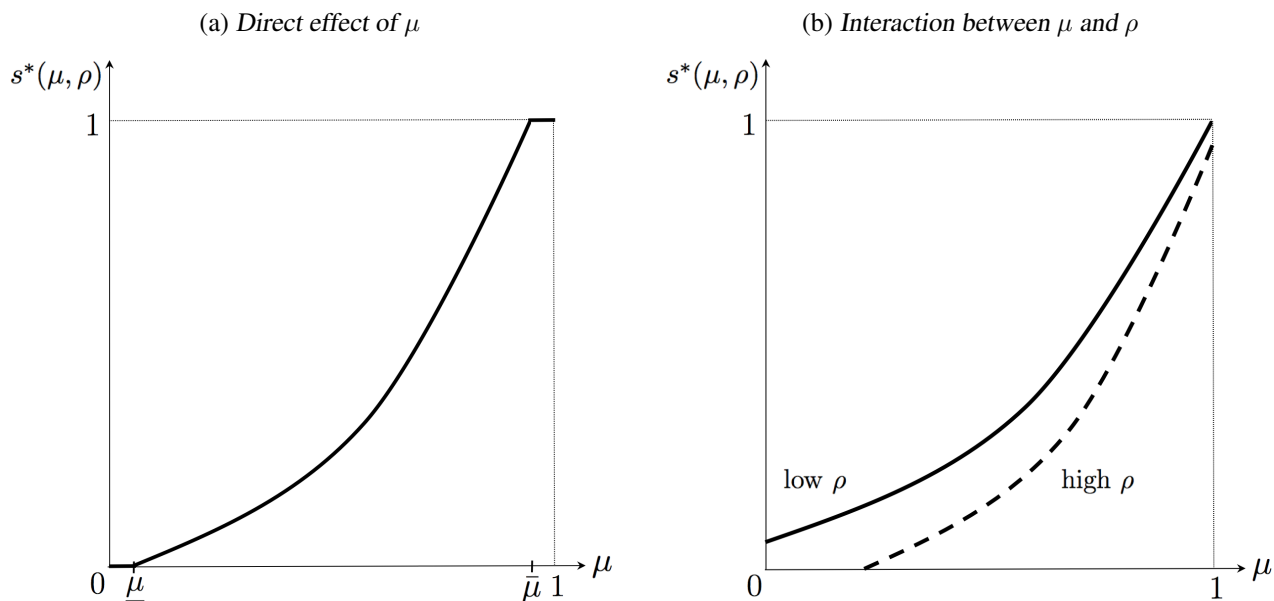 (a) Direct effect of μ
s*(μ, ρ)
1
0
μ̲
μ̄
1
μ
(b) Interaction between μ and ρ
s*(μ, ρ)
1
low ρ
high ρ
0
1
μ